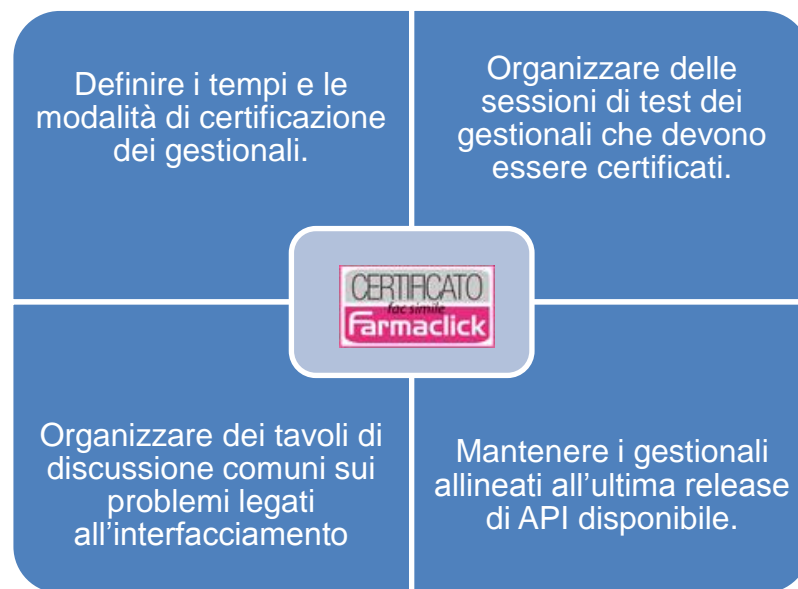 Definire i tempi e le
modalità di certificazione
dei gestionali.
Organizzare delle
sessioni di test dei
gestionali che devono
essere certificati.
CERTIFICATO
fac simile
Farmaclick
Organizzare dei tavoli di
discussione comuni sui
problemi legati
all'interfacciamento
Mantenere i gestionali
allineati all'ultima release
di API disponibile.